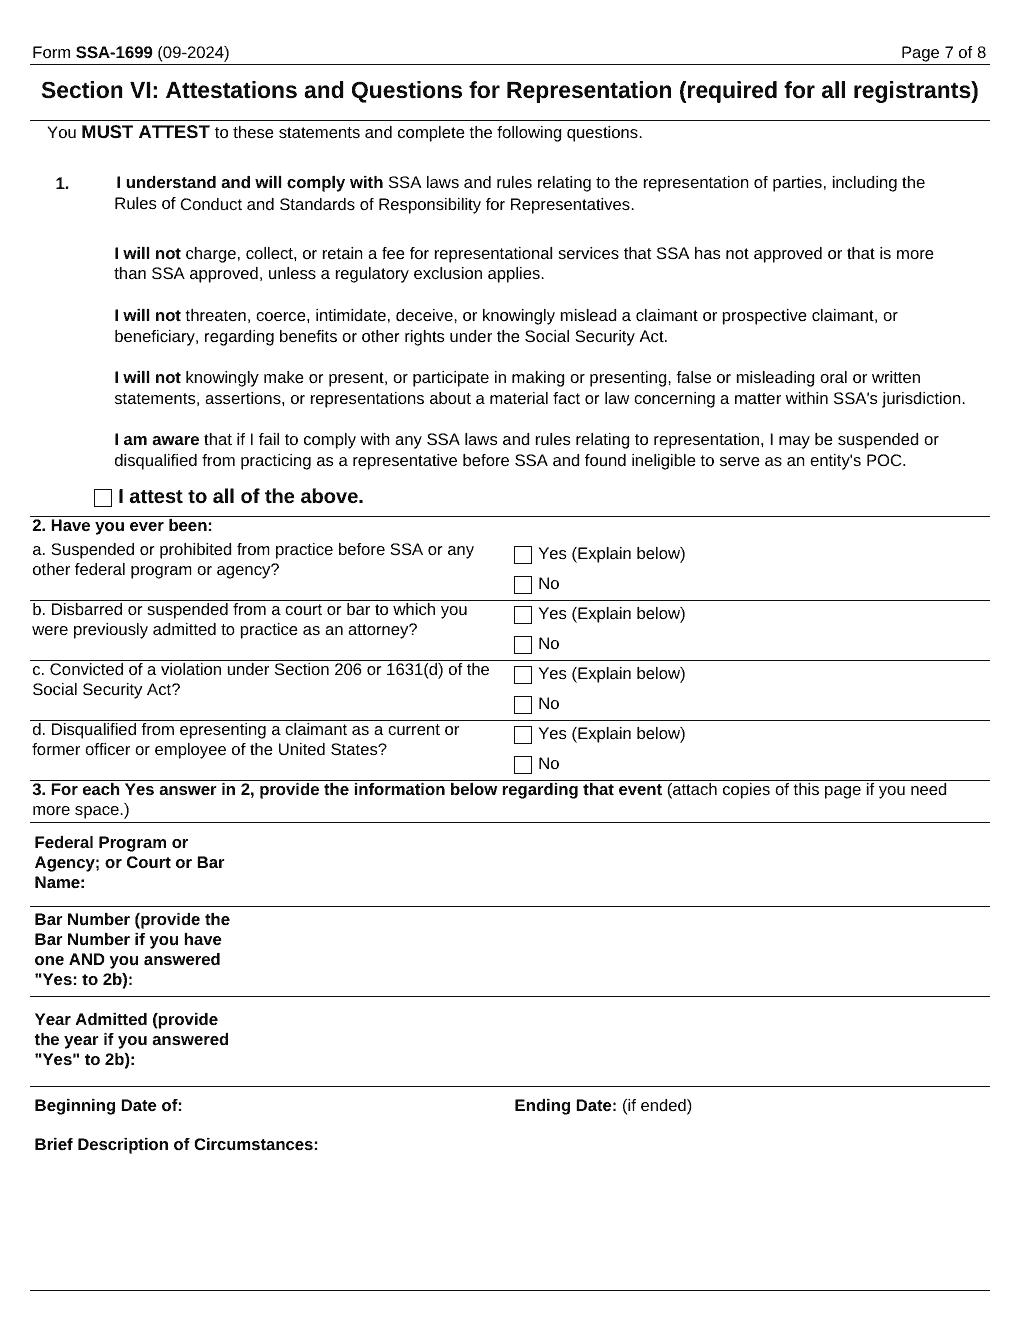 Form SSA-1699 (09-2024) Page 7 of 8
Section VI: Attestations and Questions for Representation (required for all registrants)
You MUST ATTEST to these statements and complete the following questions.
1. I understand and will comply with SSA laws and rules relating to the representation of parties, including the
Rules of Conduct and Standards of Responsibility for Representatives.
I will not charge, collect, or retain a fee for representational services that SSA has not approved or that is more
than SSA approved, unless a regulatory exclusion applies.
I will not threaten, coerce, intimidate, deceive, or knowingly mislead a claimant or prospective claimant, or
beneficiary, regarding benefits or other rights under the Social Security Act.
I will not knowingly make or present, or participate in making or presenting, false or misleading oral or written
statements, assertions, or representations about a material fact or law concerning a matter within SSA's jurisdiction.
I am aware that if I fail to comply with any SSA laws and rules relating to representation, I may be suspended or
disqualified from practicing as a representative before SSA and found ineligible to serve as an entity's POC.
I attest to all of the above.
2. Have you ever been:
a. Suspended or prohibited from practice before SSA or any
other federal program or agency?
Yes (Explain below)
No
b. Disbarred or suspended from a court or bar to which you
were previously admitted to practice as an attorney?
Yes (Explain below)
No
c. Convicted of a violation under Section 206 or 1631(d) of the
Social Security Act?
Yes (Explain below)
No
d. Disqualified from epresenting a claimant as a current or
former officer or employee of the United States?
Yes (Explain below)
No
3. For each Yes answer in 2, provide the information below regarding that event (attach copies of this page if you need
more space.)
Federal Program or
Agency; or Court or Bar
Name:
Bar Number (provide the
Bar Number if you have
one AND you answered
"Yes: to 2b):
Year Admitted (provide
the year if you answered
"Yes" to 2b):
Beginning Date of: Ending Date: (if ended)
Brief Description of Circumstances: